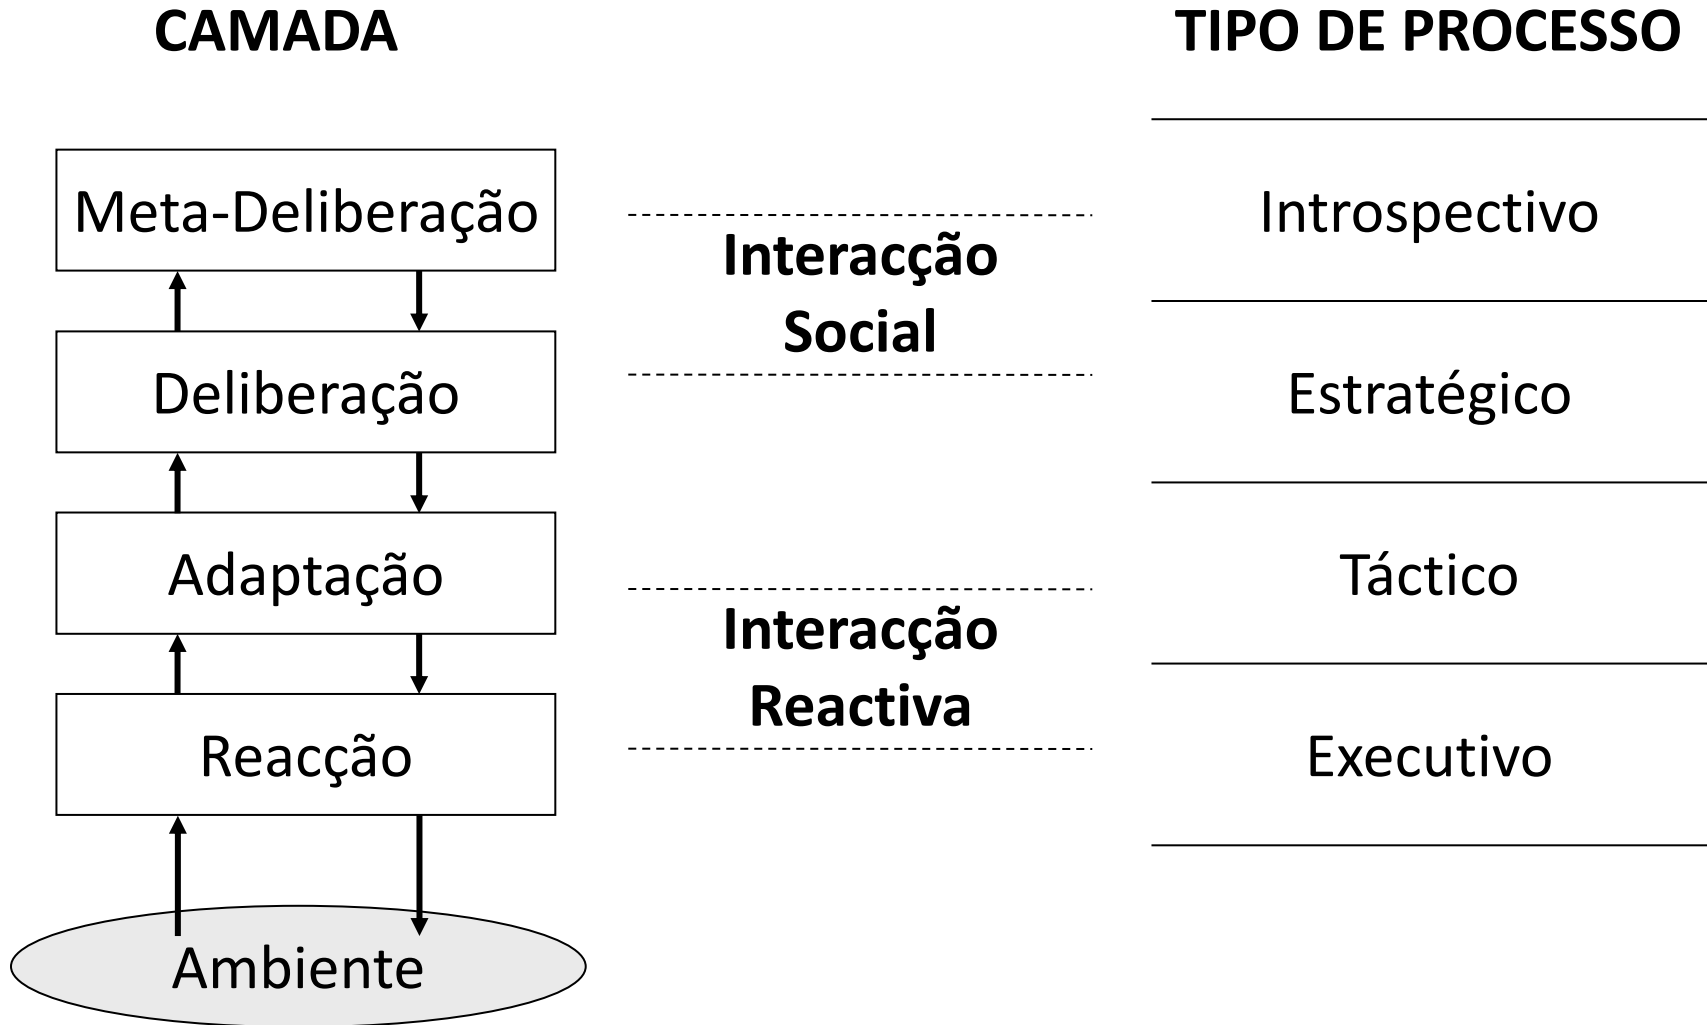 CAMADA
TIPO DE PROCESSO
Meta-Deliberação
Interacção
Social
Introspectivo
Deliberação
Estratégico
Adaptação
Interacção
Reactiva
Táctico
Reacção
Executivo
Ambiente